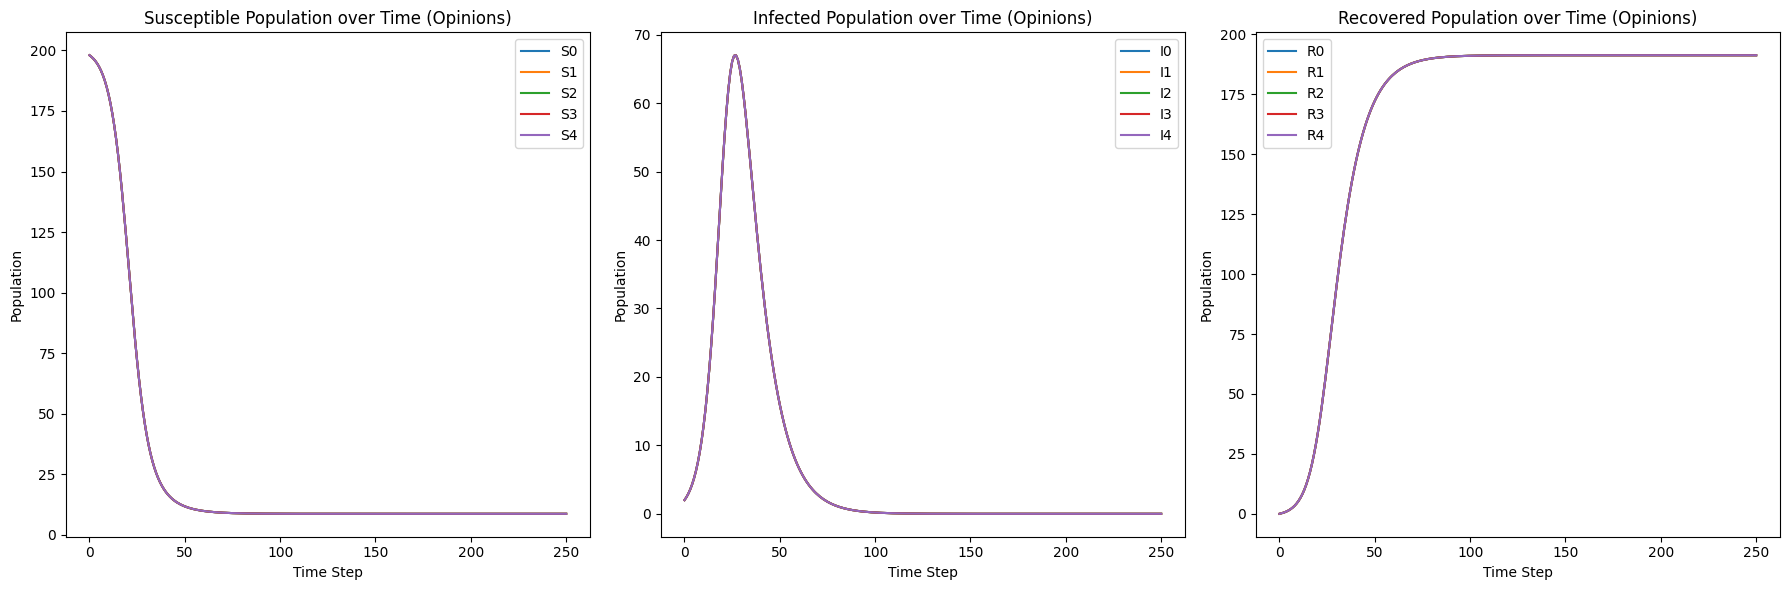 Susceptible Population over Time (Opinions)
200
175
150
125
100
75
50
25
0
Population
0 50 100 150 200 250
Time Step
S0
S1
S2
S3
S4
Infected Population over Time (Opinions)
70
60
50
40
30
20
10
0
Population
0 50 100 150 200 250
Time Step
I0
I1
I2
I3
I4
Recovered Population over Time (Opinions)
200
175
150
125
100
75
50
25
0
Population
0 50 100 150 200 250
Time Step
R0
R1
R2
R3
R4